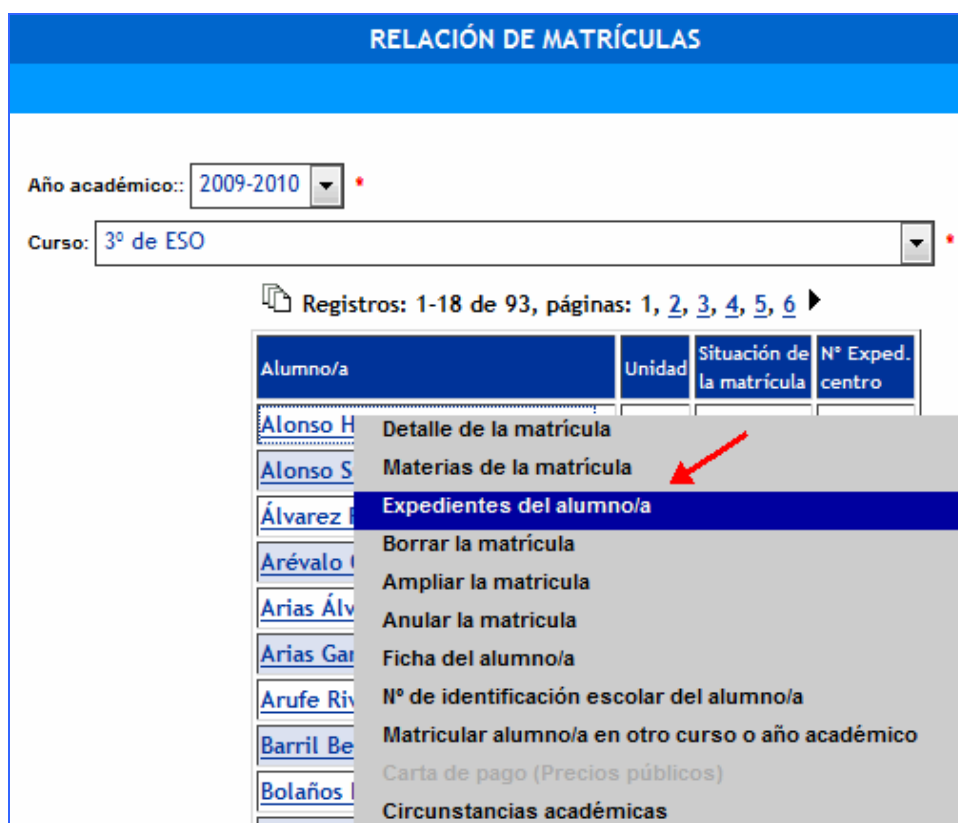 RELACIÓN DE MATRÍCULAS
Año académico:: 2009-2010 *
Curso: 3º de ESO *
Registros: 1-18 de 93, páginas: 1, 2, 3, 4, 5, 6
Alumno/a Unidad Situación de la matrícula Nº Exped. centro
Alonso H
Alonso S
Álvarez
Arévalo
Arias Álv
Arias Gar
Arufe Riv
Barril Be
Bolaños
Detalle de la matrícula
Materias de la matrícula
Expedientes del alumno/a
Borrar la matrícula
Ampliar la matricula
Anular la matricula
Ficha del alumno/a
Nº de identificación escolar del alumno/a
Matricular alumno/a en otro curso o año académico
Carta de pago (Precios públicos)
Circunstancias académicas